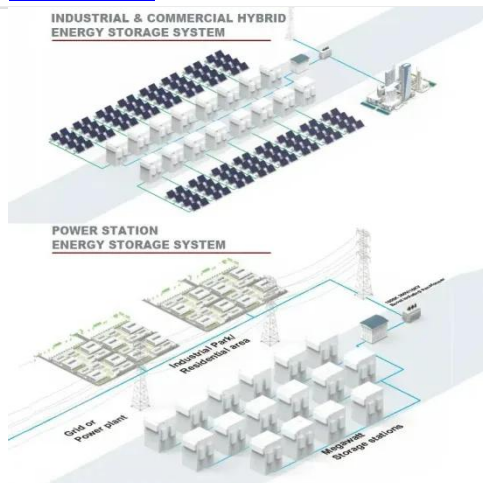 INDUSTRIAL & COMMERCIAL HYBRID
ENERGY STORAGE SYSTEM
POWER STATION
ENERGY STORAGE SYSTEM
Industrial Park/
Residential area
Grid or
Power plant
Megawatt
Storage stations